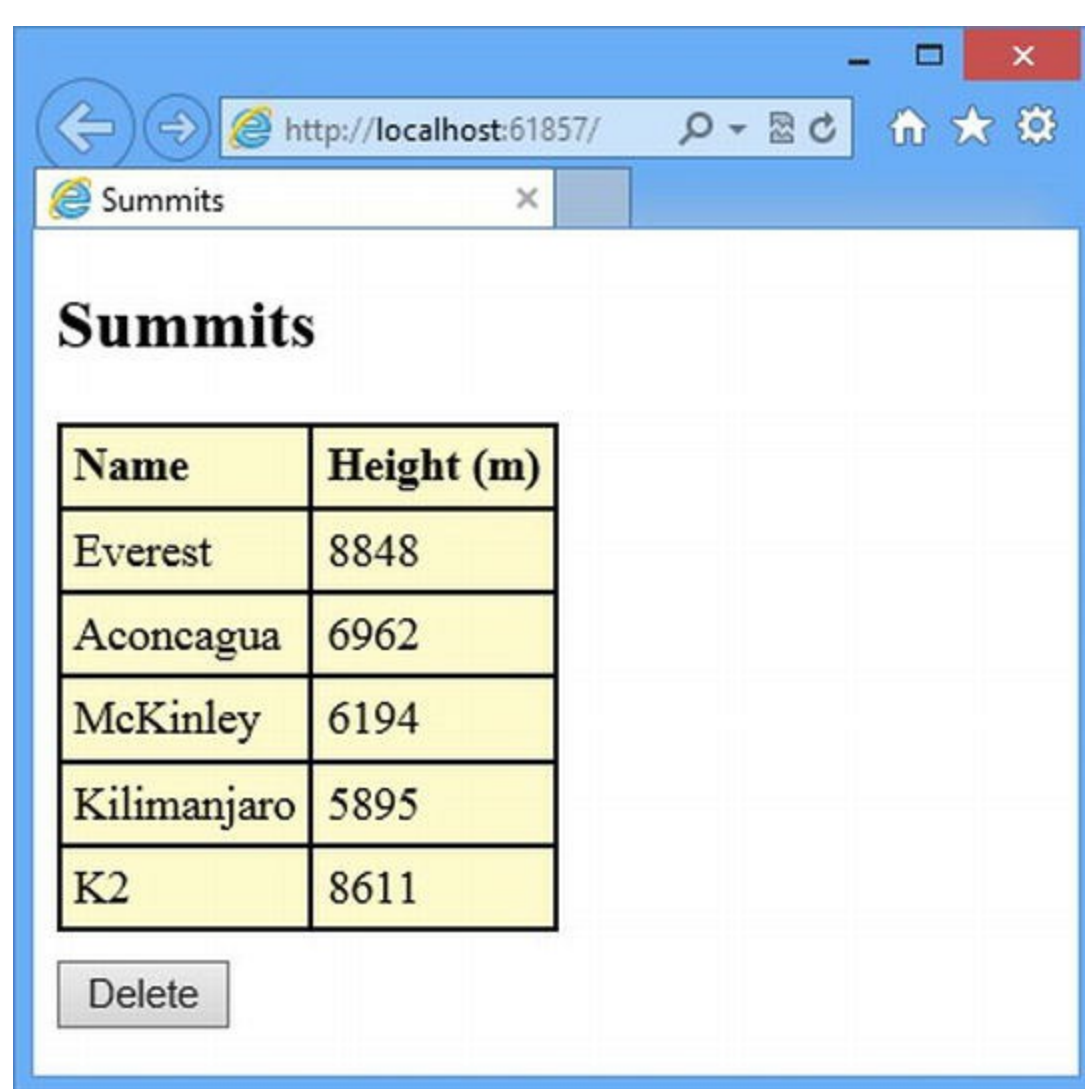 http://localhost:61857/
Summits
Summits
Name Height (m)
Everest 8848
Aconcagua 6962
McKinley 6194
Kilimanjaro 5895
K2 8611
Delete